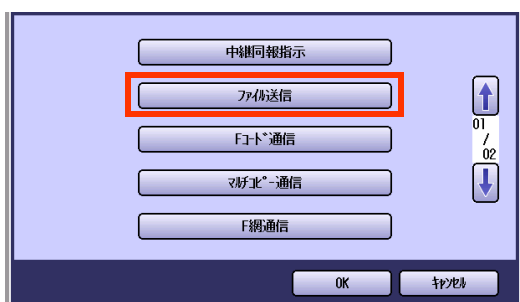 中継同報指示
ﾌｧｲﾙ送信
Fｺｰﾄﾞ通信
ﾏﾙﾁｺﾋﾟｰ通信
F網通信
01
/
02
OK
ｷｬﾝｾﾙ